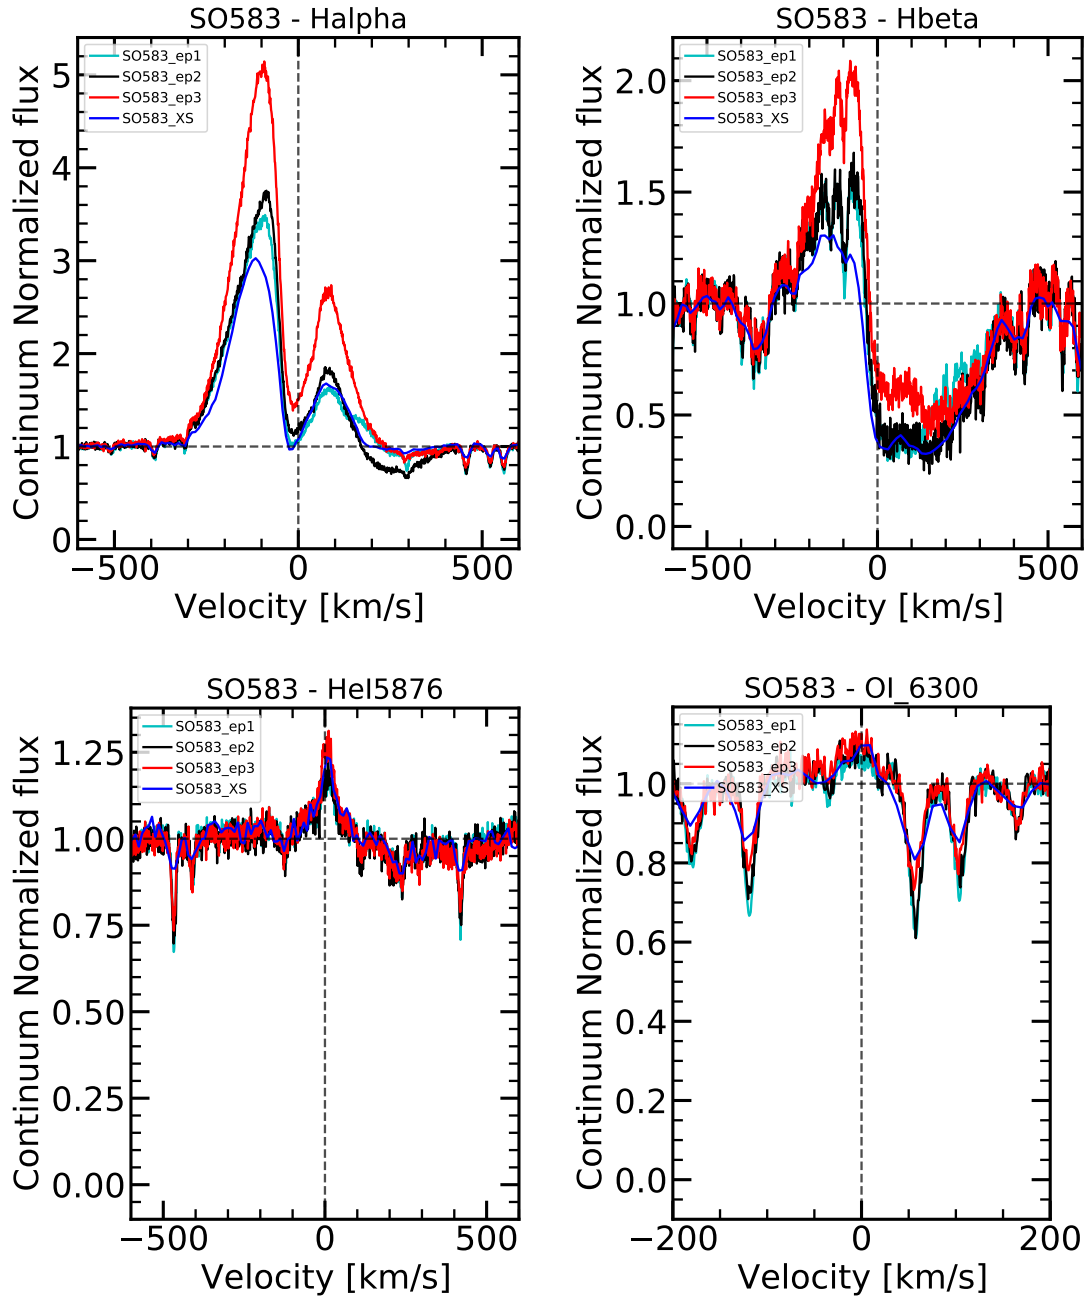 SO583 - Halpha
SO583_ep1
SO583_ep2
SO583_ep3
SO583_XS
Continuum Normalized flux
5
4
3
2
1
0
−500
0
500
Velocity [km/s]
SO583 - Hbeta
SO583_ep1
SO583_ep2
SO583_ep3
SO583_XS
Continuum Normalized flux
2.0
1.5
1.0
0.5
0.0
−500
0
500
Velocity [km/s]
SO583 - HeI5876
SO583_ep1
SO583_ep2
SO583_ep3
SO583_XS
Continuum Normalized flux
1.25
1.00
0.75
0.50
0.25
0.00
−500
0
500
Velocity [km/s]
SO583 - OI_6300
SO583_ep1
SO583_ep2
SO583_ep3
SO583_XS
Continuum Normalized flux
1.0
0.8
0.6
0.4
0.2
0.0
−200
0
200
Velocity [km/s]